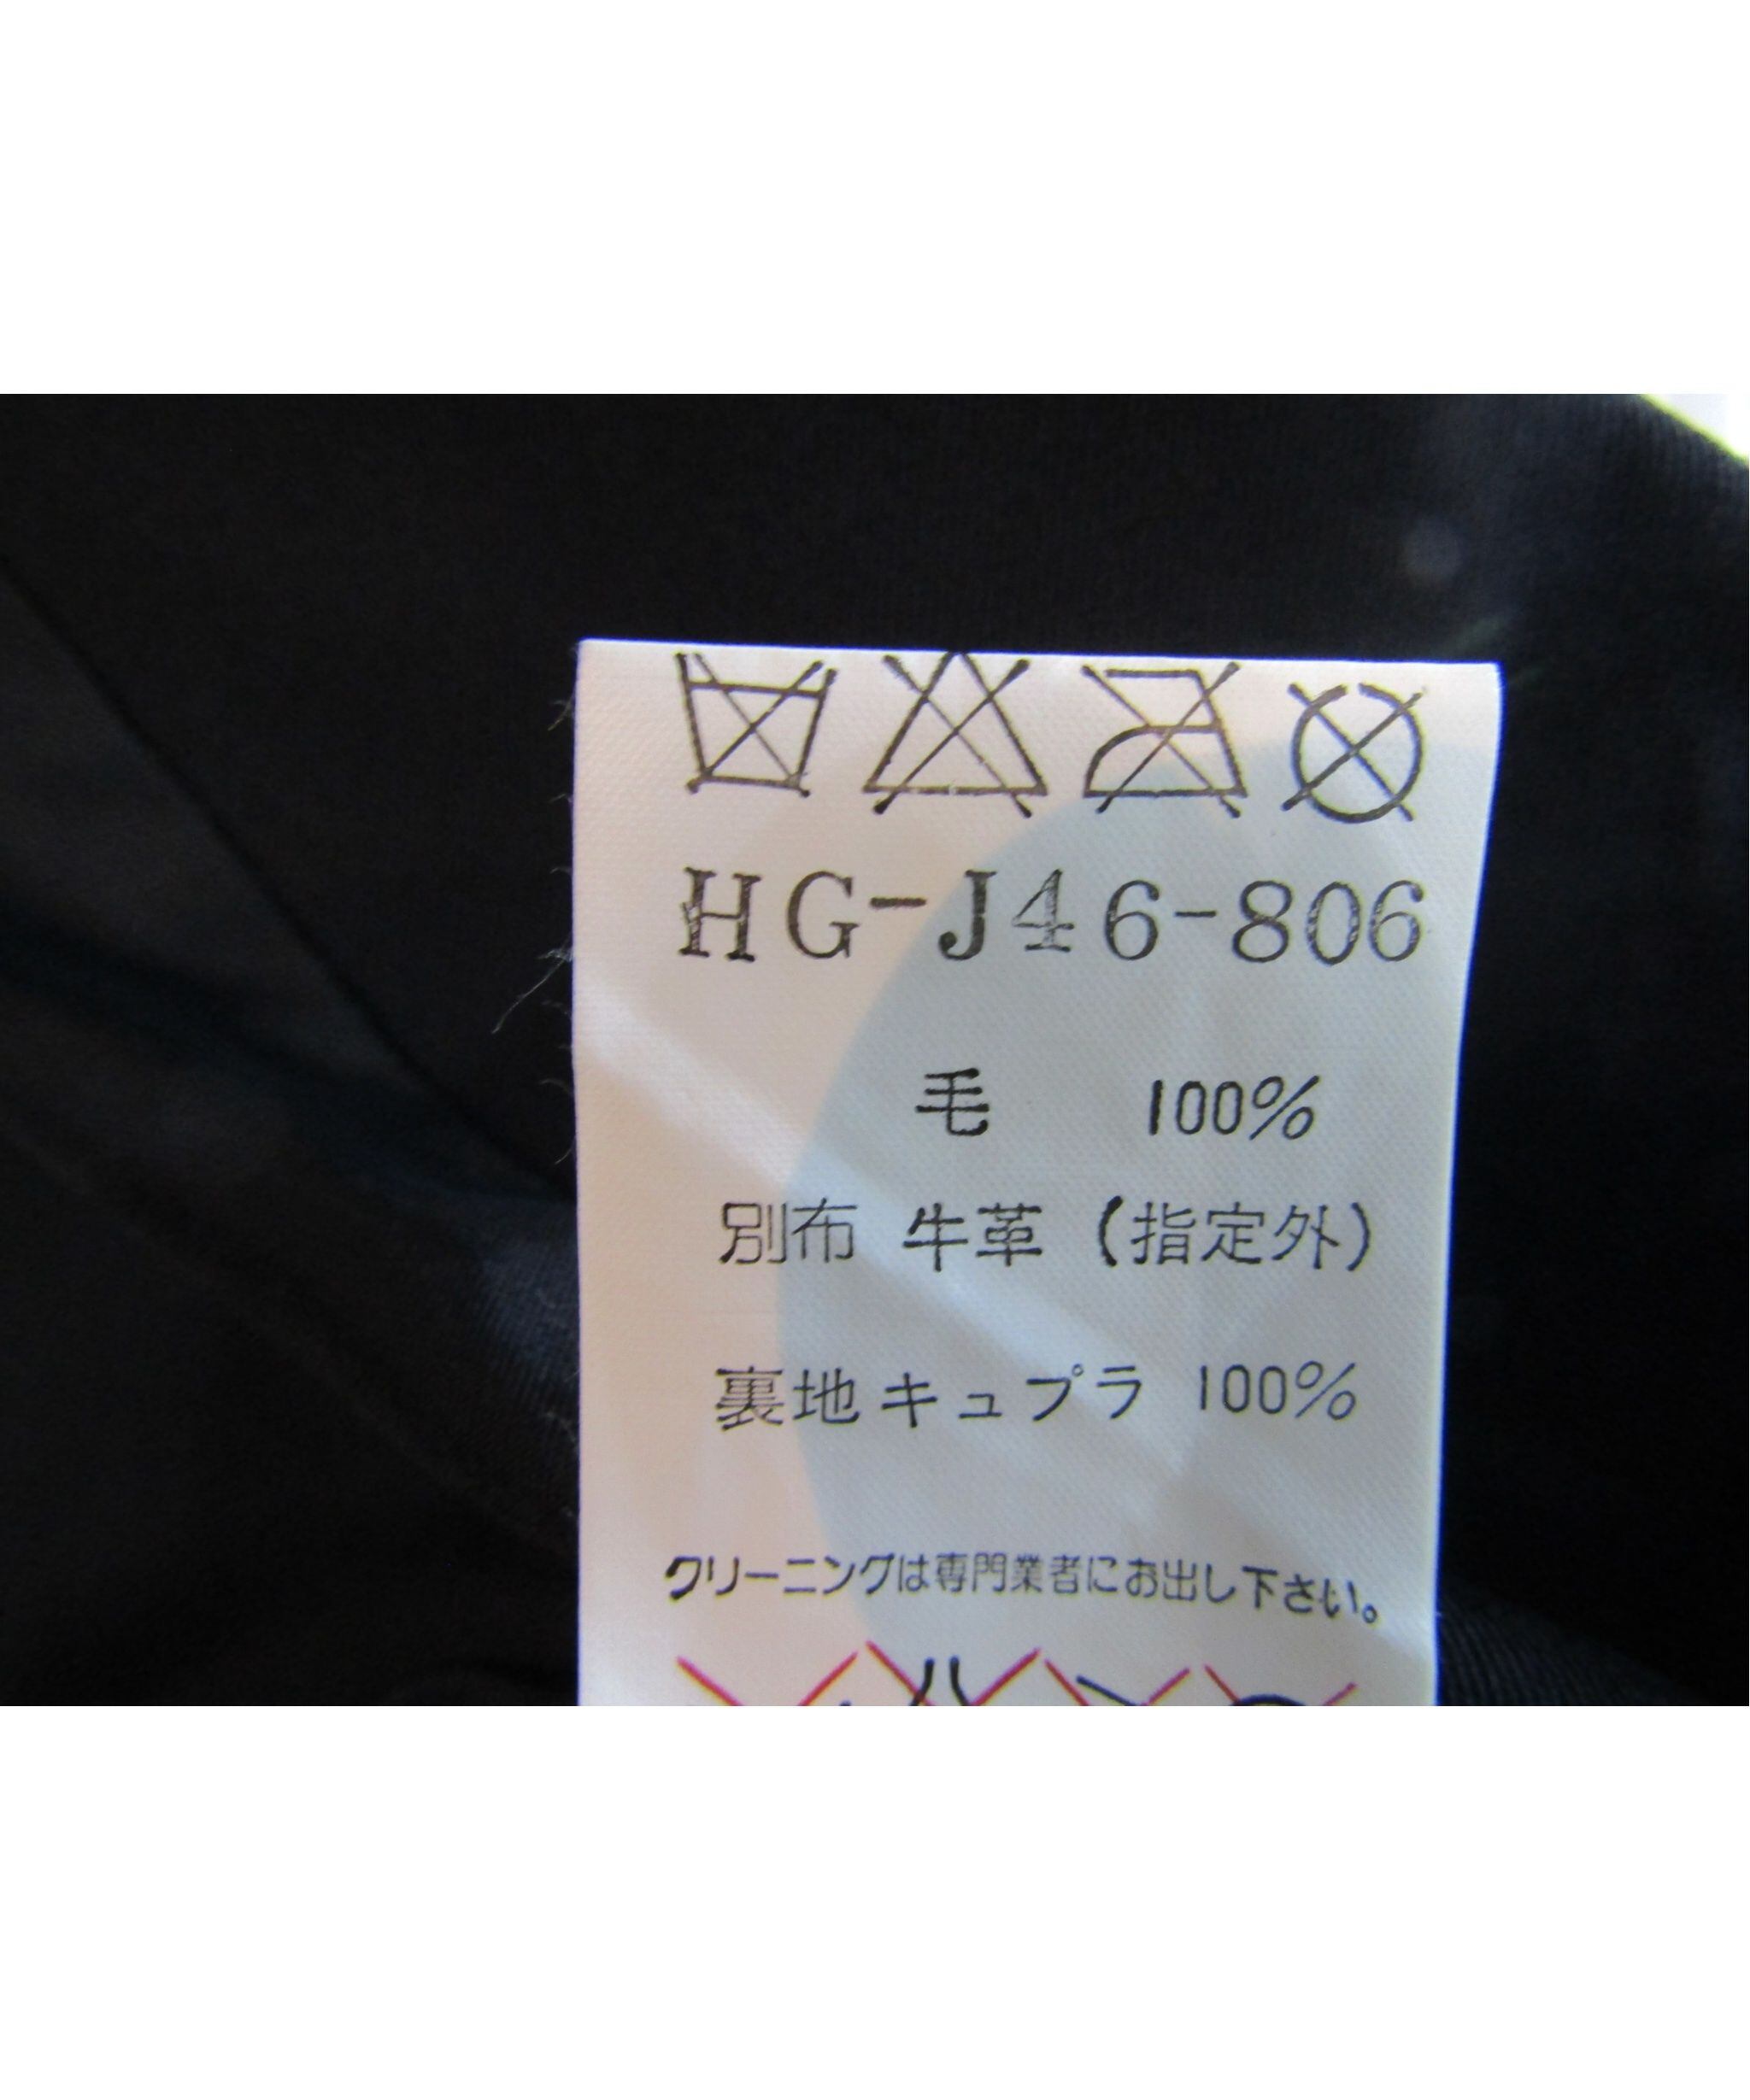 HG-J46-806
毛 100%
別布 牛革 (指定外)
裏地キュプラ 100%
クリーニングは専門業者にお出し下さい。